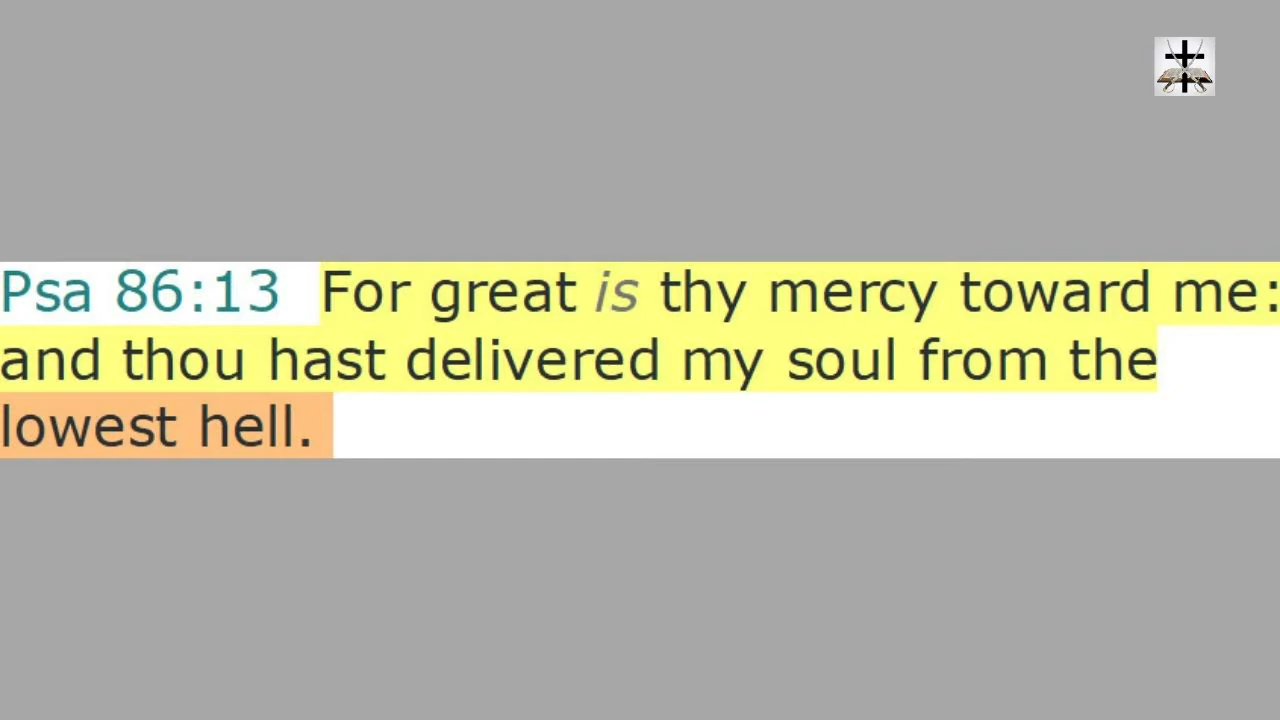 Psa 86:13 For great is thy mercy toward me:
and thou hast delivered my soul from the
lowest hell.